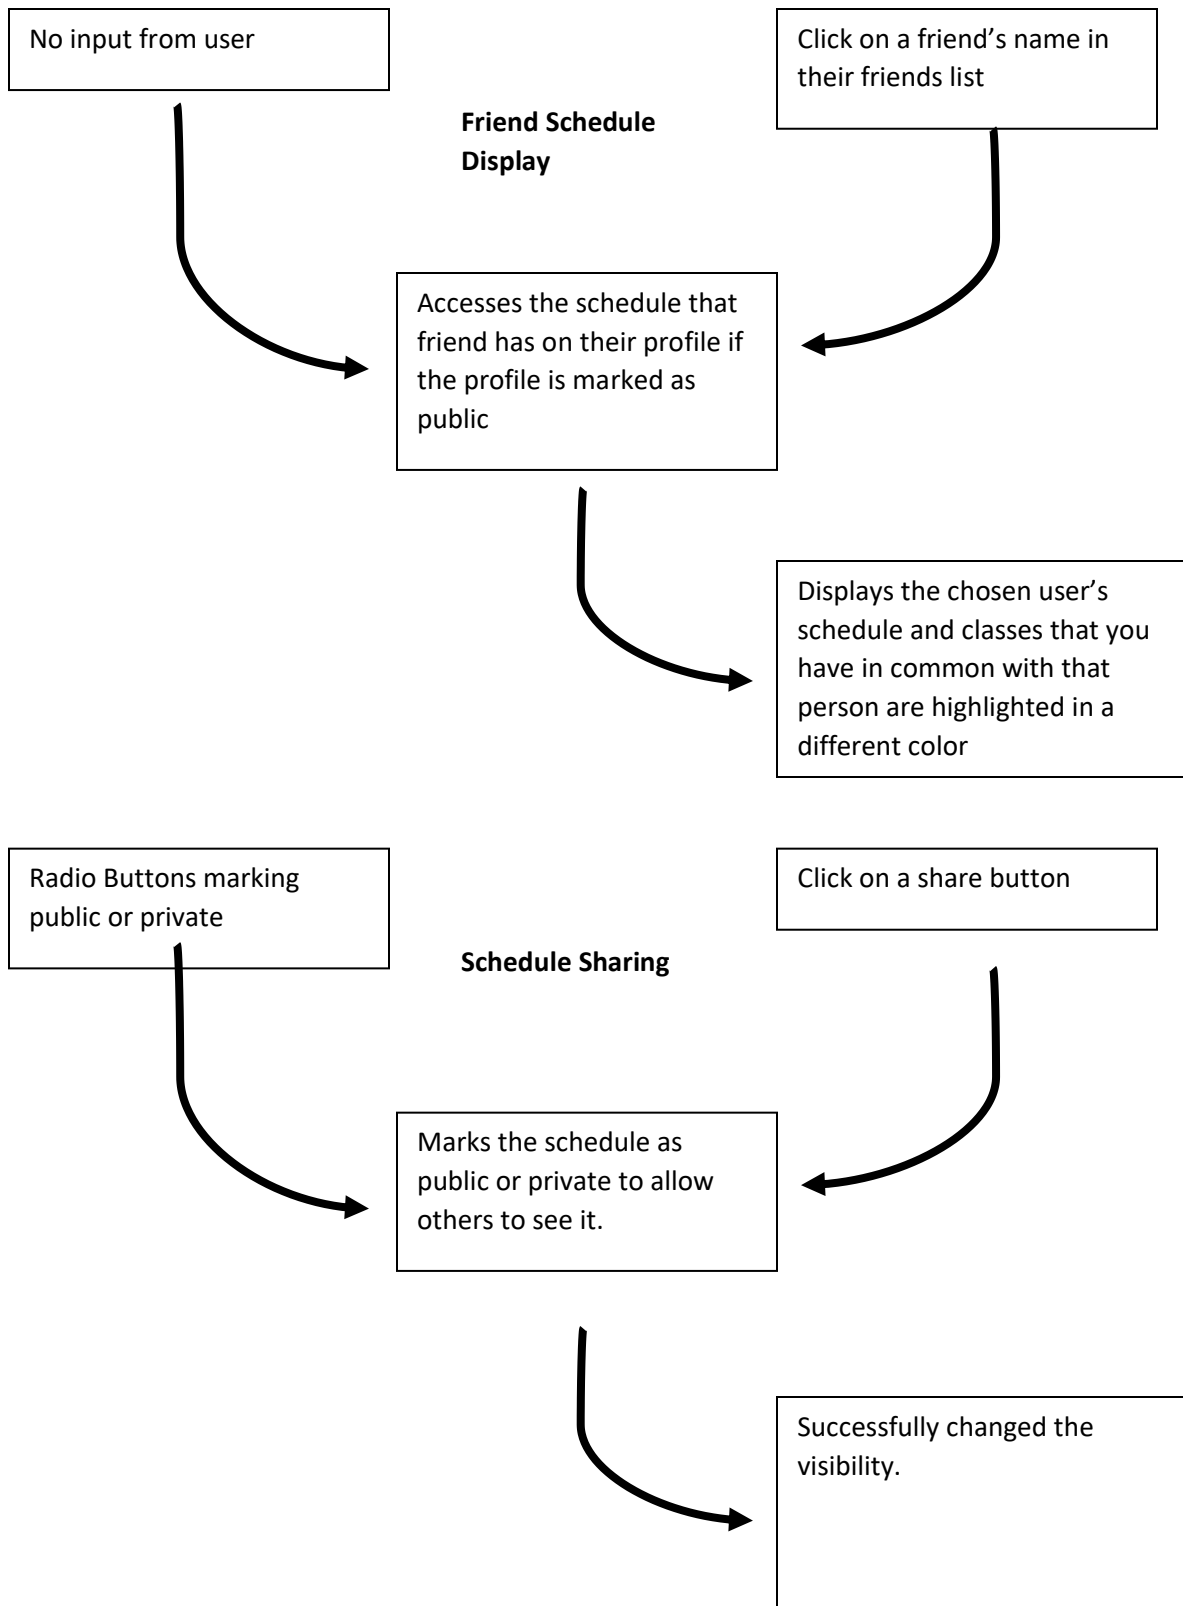 No input from user
Click on a friend’s name in
their friends list
Friend Schedule
Display
Accesses the schedule that
friend has on their profile if
the profile is marked as
public
Displays the chosen user’s
schedule and classes that you
have in common with that
person are highlighted in a
different color
Radio Buttons marking
public or private
Click on a share button
Schedule Sharing
Marks the schedule as
public or private to allow
others to see it.
Successfully changed the
visibility.